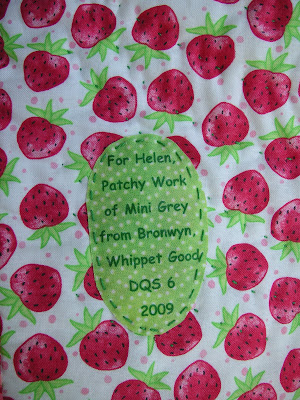 For Helen,
Patchy Work
of Mini Grey
from Bronwyn,
Whippet Good
DQS 6
2009